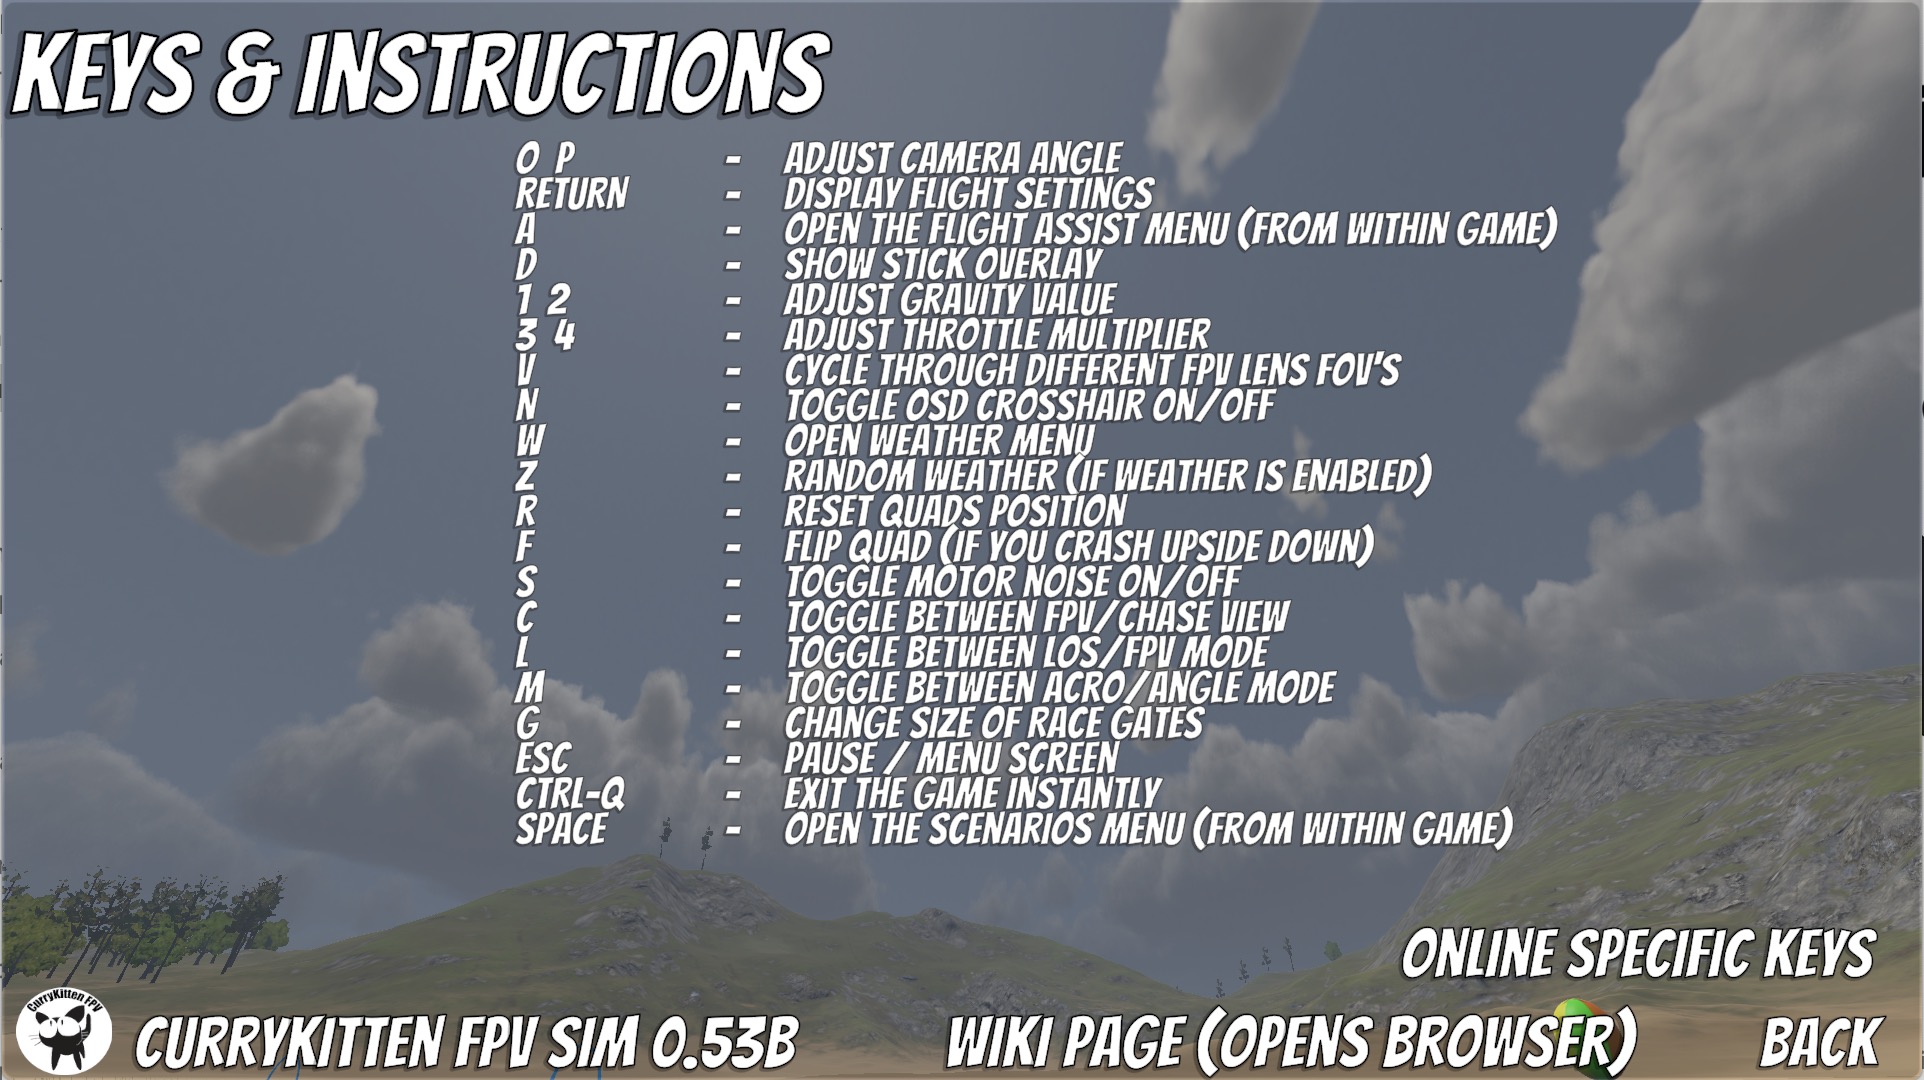 KEYS & INSTRUCTIONS
O P - ADJUST CAMERA ANGLE
RETURN - DISPLAY FLIGHT SETTINGS
A - OPEN THE FLIGHT ASSIST MENU (FROM WITHIN GAME)
D - SHOW STICK OVERLAY
1 2 - ADJUST GRAVITY VALUE
3 4 - ADJUST THROTTLE MULTIPLIER
V - CYCLE THROUGH DIFFERENT FPV LENS FOV'S
N - TOGGLE OSD CROSSHAIR ON/OFF
W - OPEN WEATHER MENU
Z - RANDOM WEATHER (IF WEATHER IS ENABLED)
R - RESET QUADS POSITION
F - FLIP QUAD (IF YOU CRASH UPSIDE DOWN)
S - TOGGLE MOTOR NOISE ON/OFF
C - TOGGLE BETWEEN FPV/CHASE VIEW
L - TOGGLE BETWEEN LOS/FPV MODE
M - TOGGLE BETWEEN ACRO/ANGLE MODE
G - CHANGE SIZE OF RACE GATES
ESC - PAUSE / MENU SCREEN
CTRL-Q - EXIT THE GAME INSTANTLY
SPACE - OPEN THE SCENARIOS MENU (FROM WITHIN GAME)
ONLINE SPECIFIC KEYS
CurryKitten FPV
CURRYKITTEN FPV SIM 0.53B
WIKI PAGE (OPENS BROWSER)
BACK